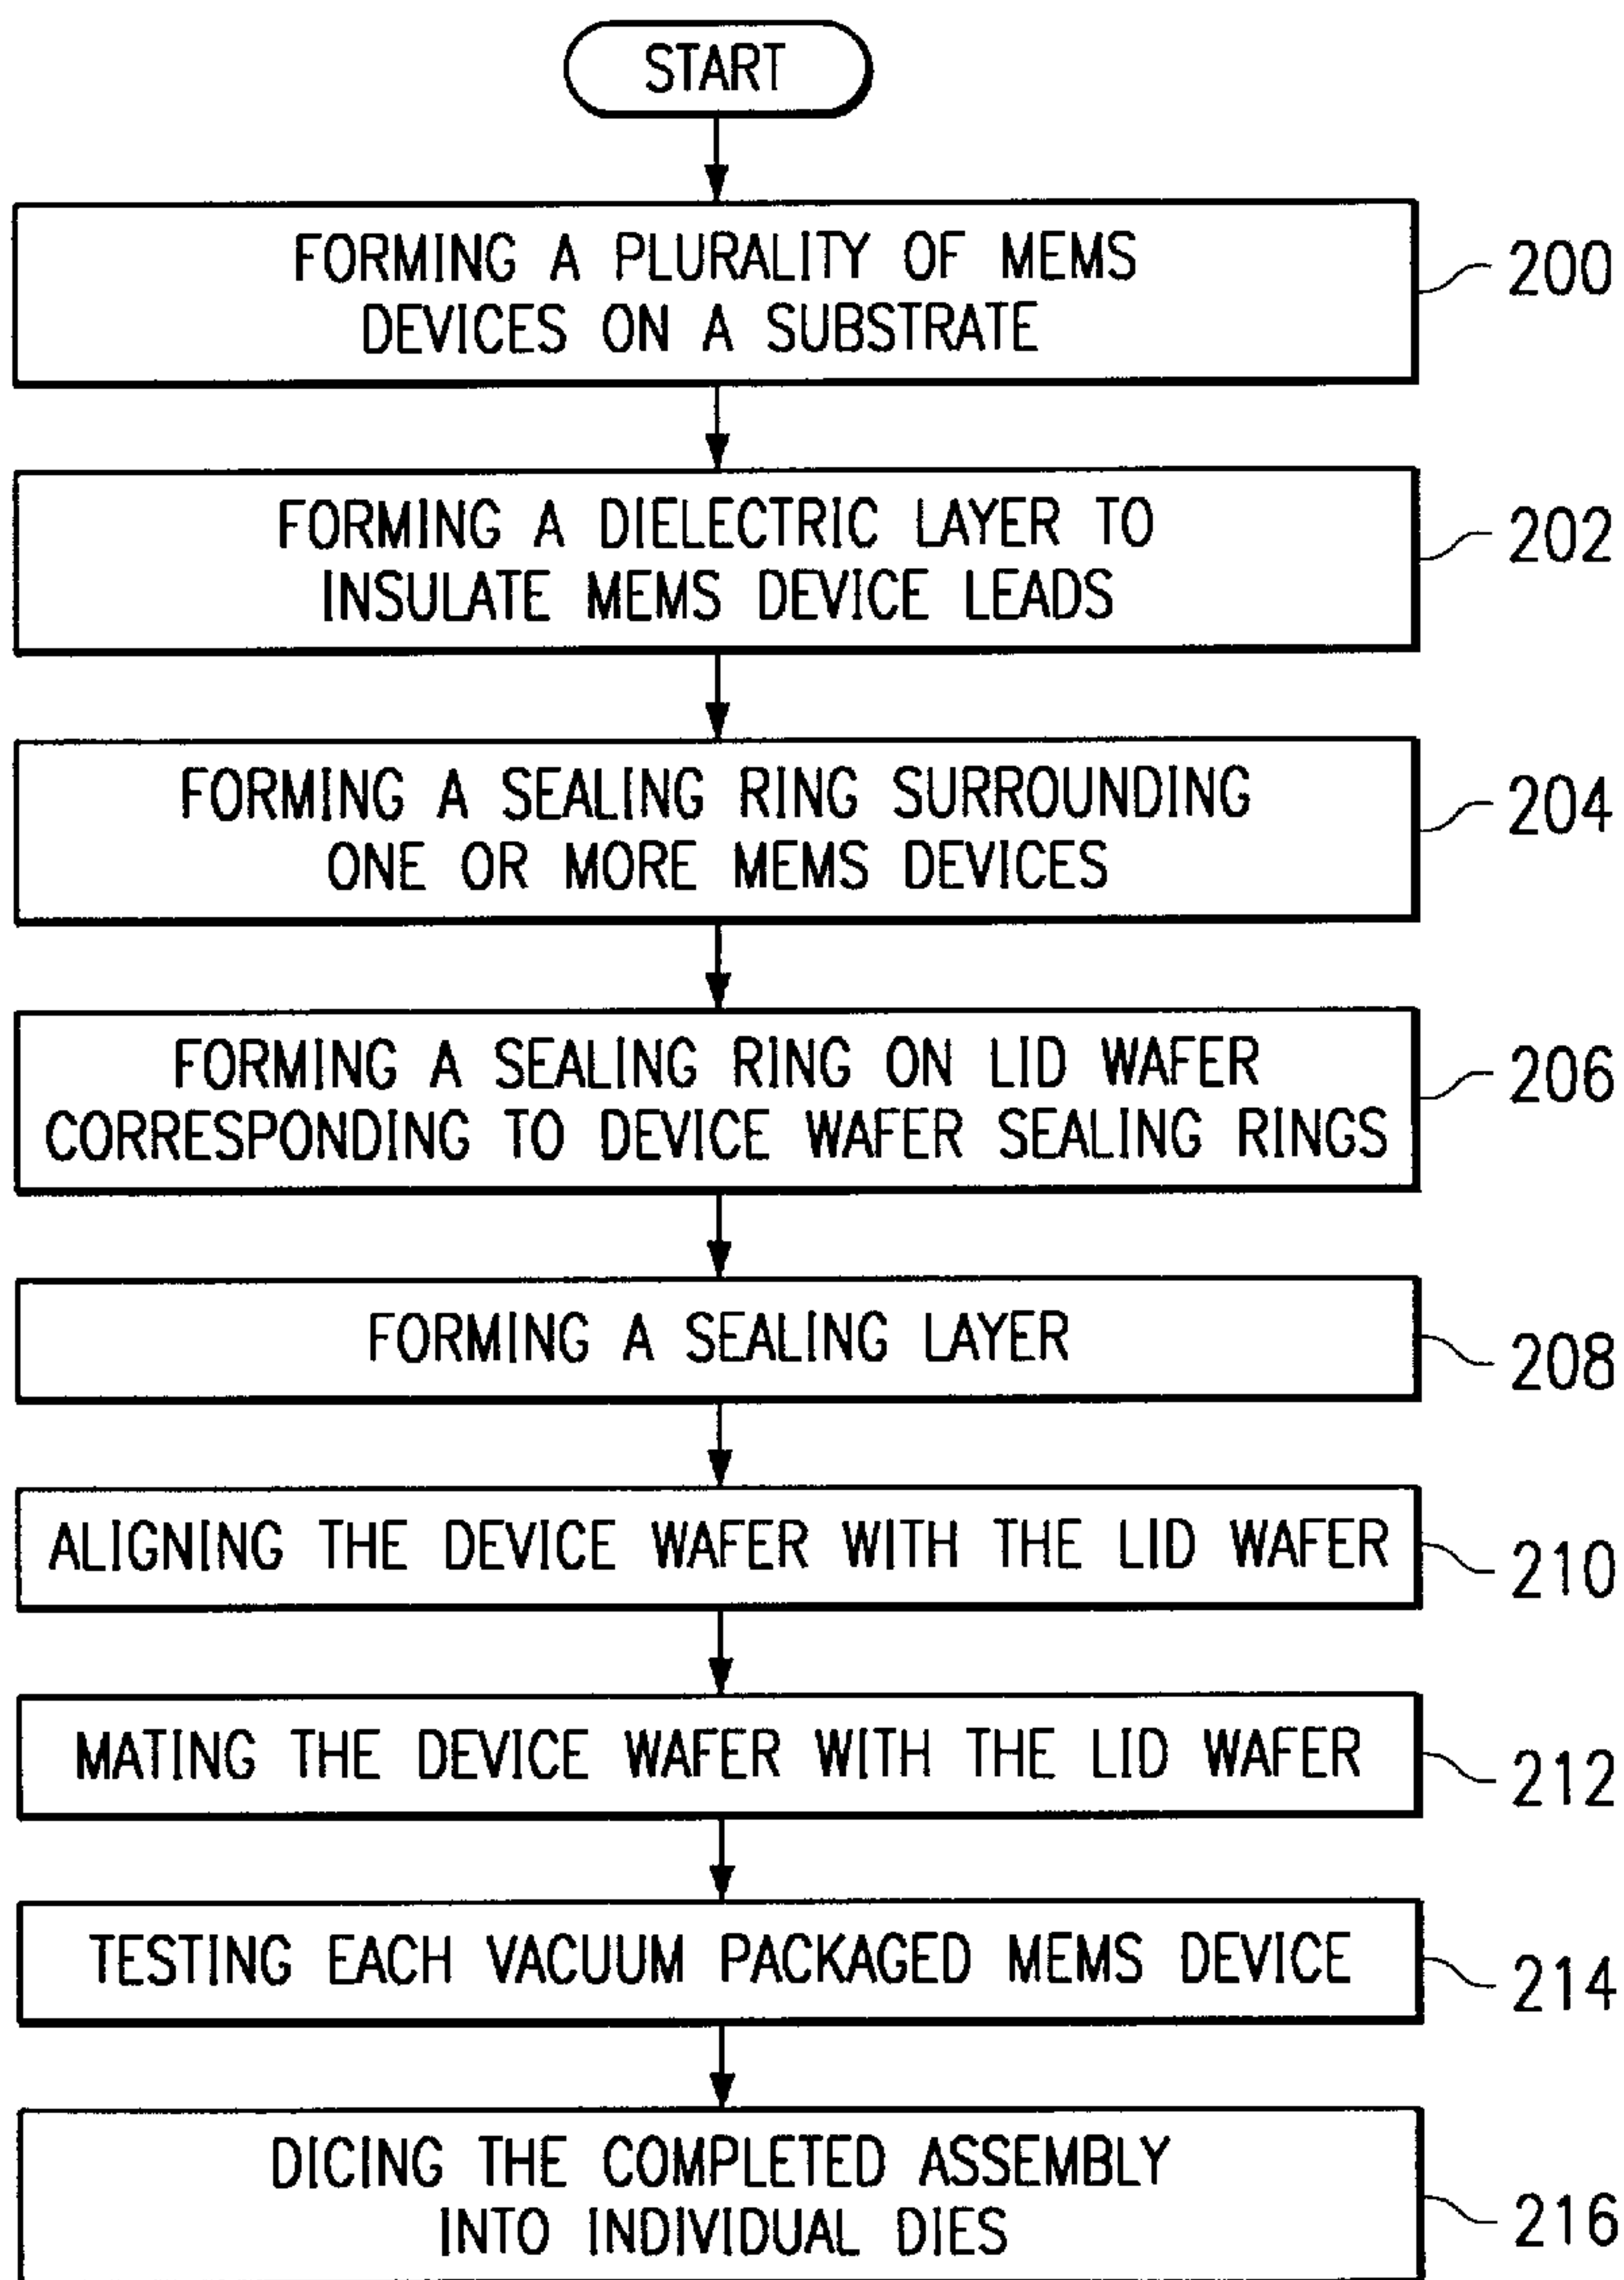 START
FORMING A PLURALITY OF MEMS
DEVICES ON A SUBSTRATE
200
FORMING A DIELECTRIC LAYER TO
INSULATE MEMS DEVICE LEADS
202
FORMING A SEALING RING SURROUNDING
ONE OR MORE MEMS DEVICES
204
FORMING A SEALING RING ON LID WAFER
CORRESPONDING TO DEVICE WAFER SEALING RINGS
206
FORMING A SEALING LAYER
208
ALIGNING THE DEVICE WAFER WITH THE LID WAFER
210
MATING THE DEVICE WAFER WITH THE LID WAFER
212
TESTING EACH VACUUM PACKAGED MEMS DEVICE
214
DICING THE COMPLETED ASSEMBLY
INTO INDIVIDUAL DIES
216